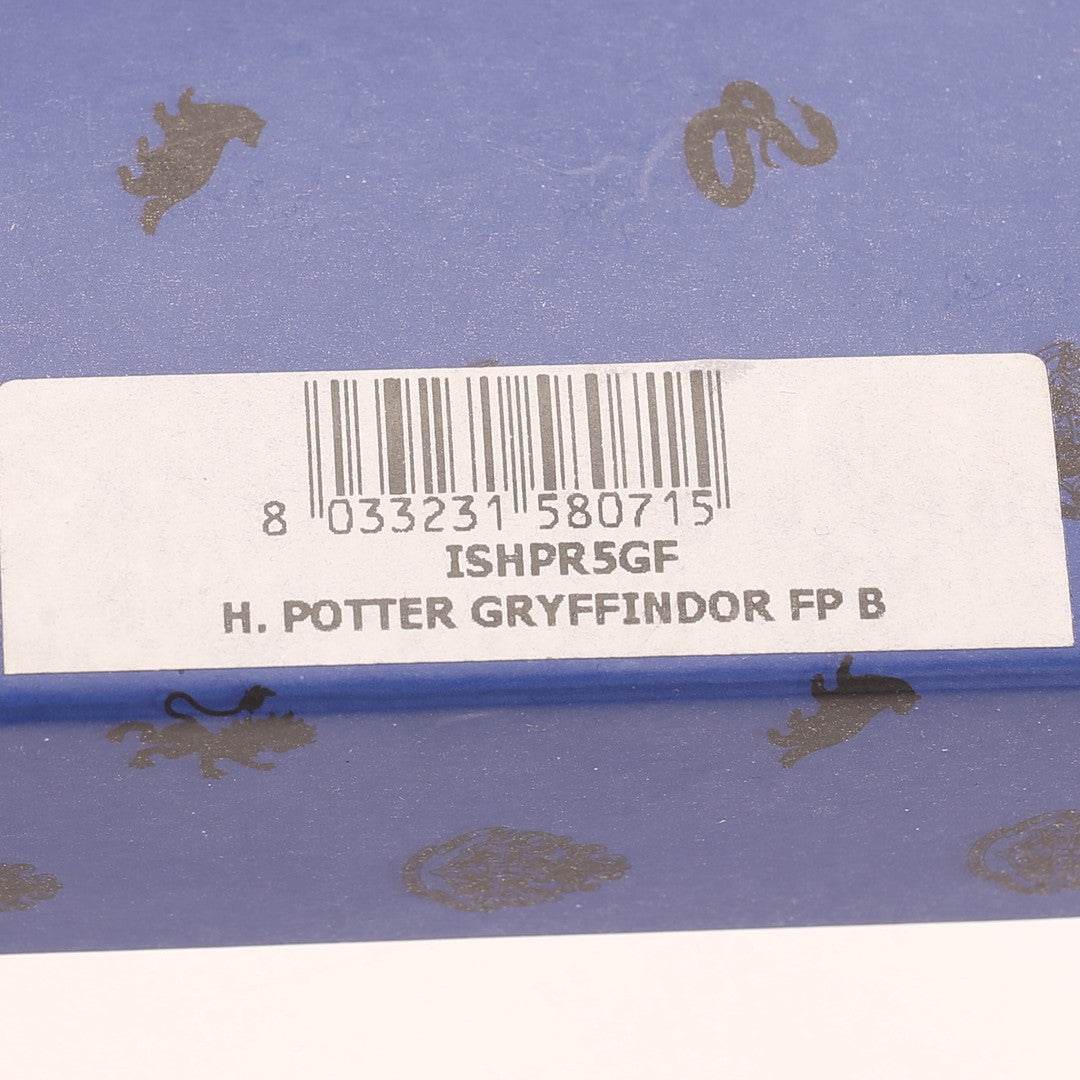 8 033231 580715
ISHPR5GF
H. POTTER GRYFFINDOR FP B